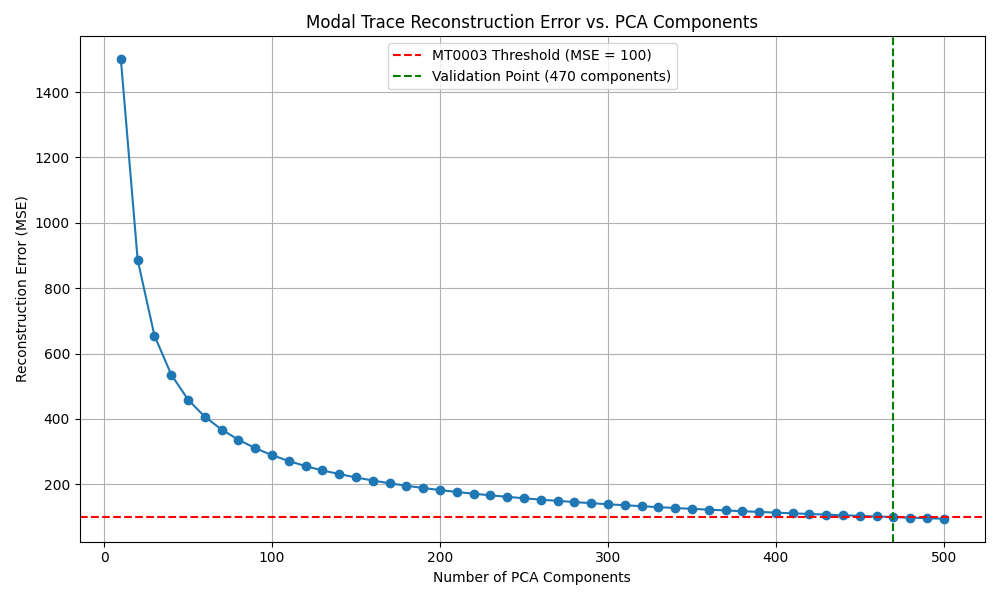 Modal Trace Reconstruction Error vs. PCA Components
MT0003 Threshold (MSE = 100)
Validation Point (470 components)
Reconstruction Error (MSE)
1400
1200
1000
800
600
400
200
0 100 200 300 400 500
Number of PCA Components